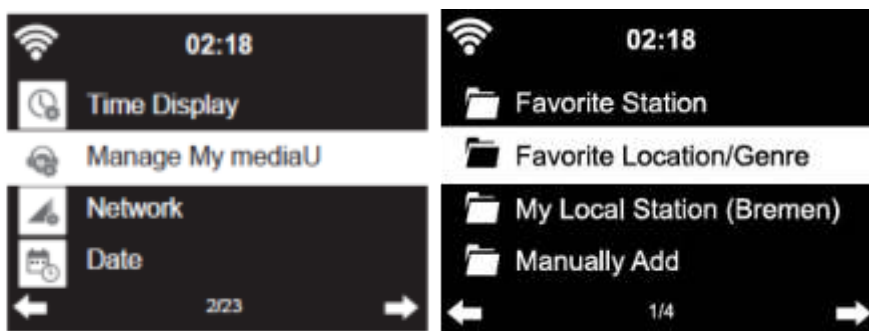 02:18
Time Display
Manage My mediaU
Network
Date
2/23
02:18
Favorite Station
Favorite Location/Genre
My Local Station (Bremen)
Manually Add
1/4